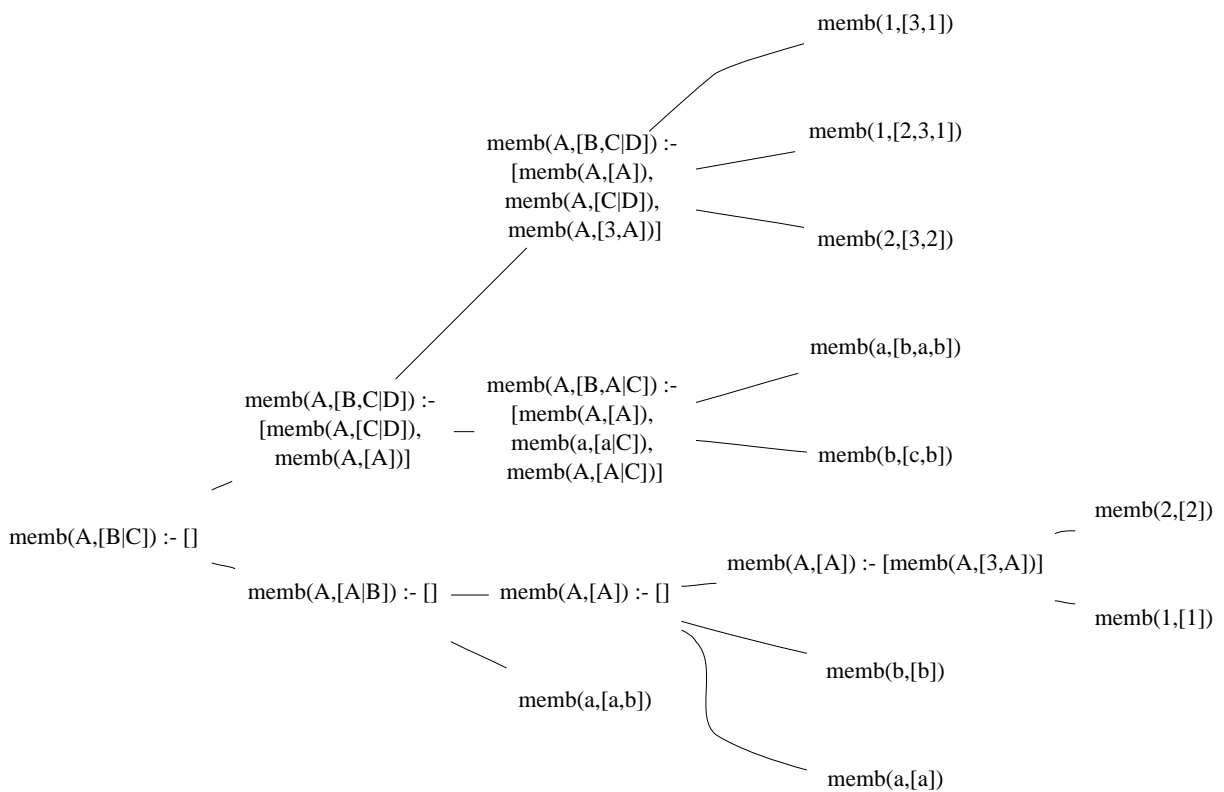 memb(1,[3,1])
memb(A,[B,C|D]) :-
[memb(A,[A]),
memb(A,[C|D]),
memb(A,[3,A])]
memb(1,[2,3,1])
memb(2,[3,2])
memb(a,[b,a,b])
memb(A,[B,C|D]) :-
[memb(A,[C|D]),
memb(A,[A])]
memb(A,[B,A|C]) :-
[memb(A,[A]),
memb(a,[a|C]),
memb(A,[A|C])]
memb(b,[c,b])
memb(A,[B|C]) :- []
memb(2,[2])
memb(A,[A|B]) :- []
memb(A,[A]) :- []
memb(A,[A]) :- [memb(A,[3,A])]
memb(1,[1])
memb(b,[b])
memb(a,[a,b])
memb(a,[a])